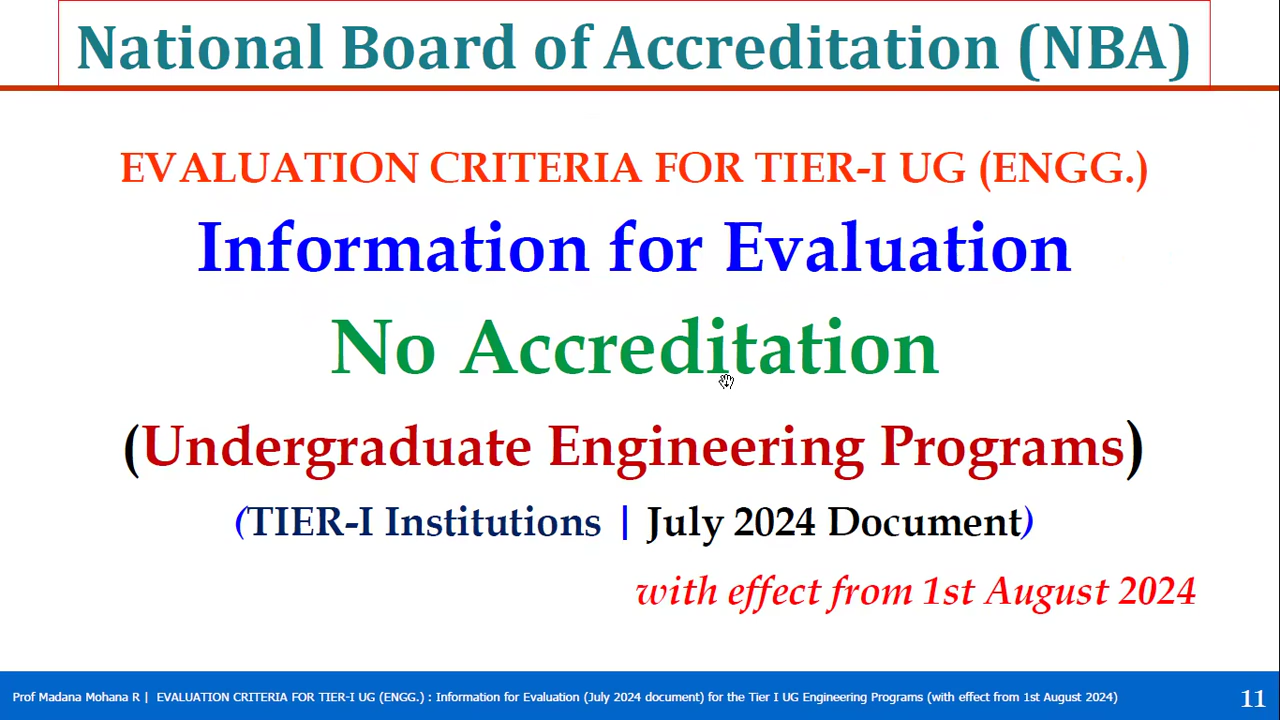 National Board of Accreditation (NBA)
EVALUATION CRITERIA FOR TIER-I UG (ENGG.)
Information for Evaluation
No Accreditation
(Undergraduate Engineering Programs)
(TIER-I Institutions | July 2024 Document)
with effect from 1st August 2024
Prof Madana Mohana R | EVALUATION CRITERIA FOR TIER-I UG (ENGG.) : Information for Evaluation (July 2024 document) for the Tier I UG Engineering Programs (with effect from 1st August 2024) 11